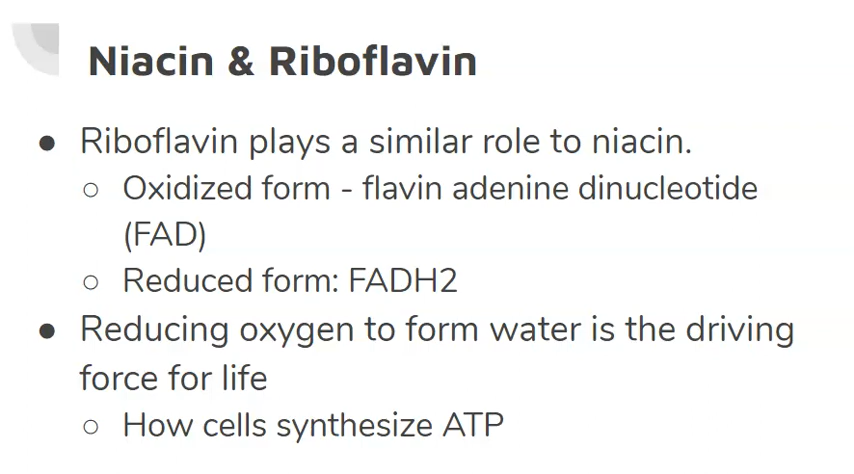 Niacin & Riboflavin
● Riboflavin plays a similar role to niacin.
○ Oxidized form - flavin adenine dinucleotide
(FAD)
○ Reduced form: FADH2
● Reducing oxygen to form water is the driving
force for life
○ How cells synthesize ATP